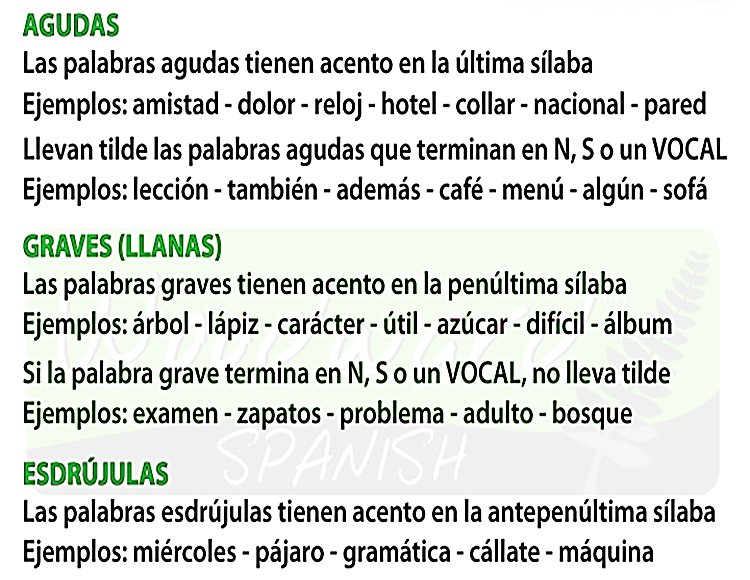 AGUDAS
Las palabras agudas tienen acento en la última sílaba
Ejemplos: amistad - dolor - reloj - hotel - collar - nacional - pared
Llevan tilde las palabras agudas que terminan en N, S o un VOCAL
Ejemplos: lección - también - además - café - menú - algún - sofá
GRAVES (LLANAS)
Las palabras graves tienen acento en la penúltima sílaba
Ejemplos: árbol - lápiz - carácter - útil - azúcar - difícil - álbum
Woodward
Si la palabra grave termina en N, S o un VOCAL, no lleva tilde
Ejemplos: examen - zapatos - problema - adulto - bosque
SPANISH
ESDRÚJULAS
Las palabras esdrújulas tienen acento en la antepenúltima sílaba
Ejemplos: miércoles - pájaro - gramática - cállate - máquina